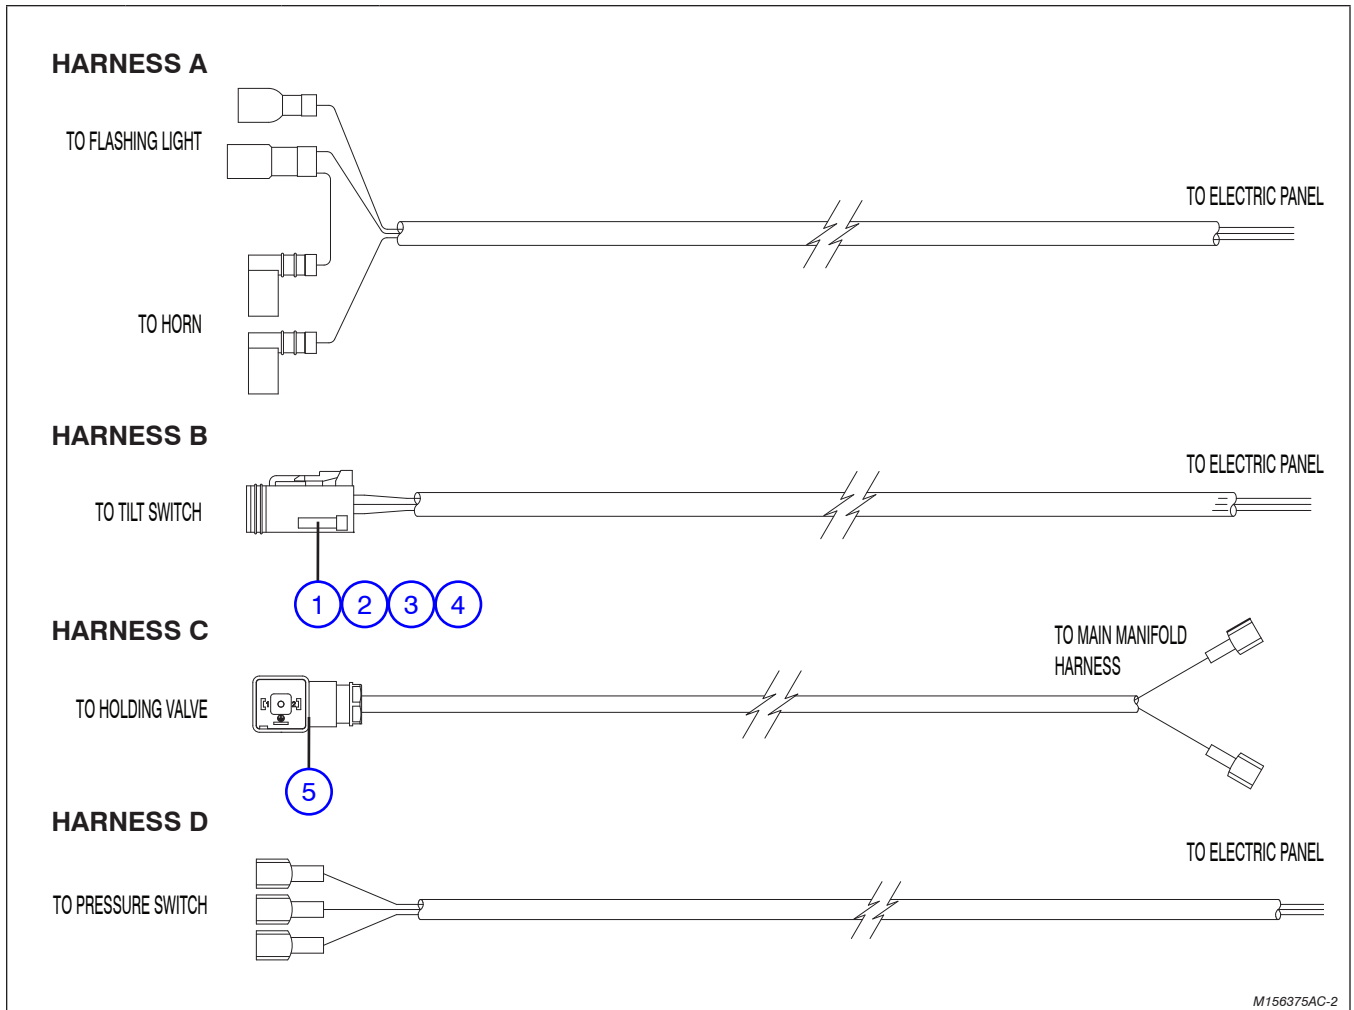 HARNESS A
TO FLASHING LIGHT
TO ELECTRIC PANEL
TO HORN
HARNESS B
TO ELECTRIC PANEL
TO TILT SWITCH
1 2 3 4
HARNESS C
TO MAIN MANIFOLD
HARNESS
TO HOLDING VALVE
1 2
5
HARNESS D
TO ELECTRIC PANEL
TO PRESSURE SWITCH
M156375AC-2